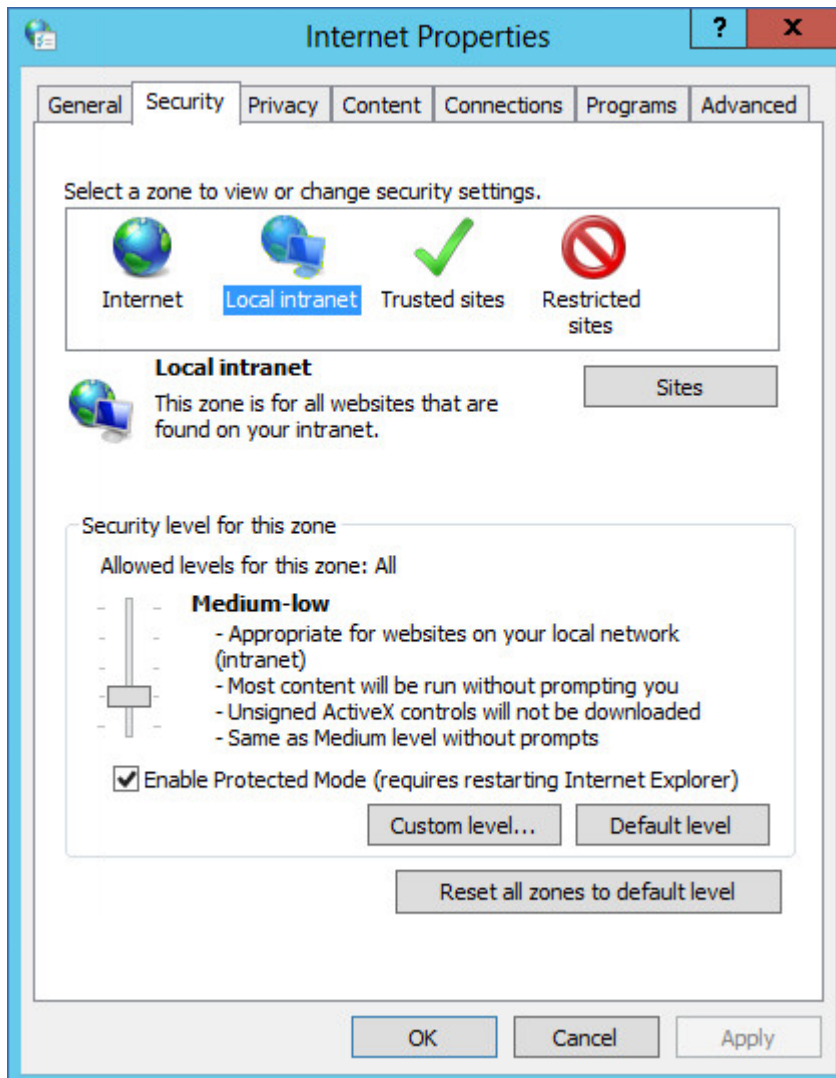 Internet Properties
? x
General Security Privacy Content Connections Programs Advanced
Select a zone to view or change security settings.
Internet Local intranet Trusted sites Restricted
sites
Local intranet
Sites
This zone is for all websites that are
found on your intranet.
Security level for this zone
Allowed levels for this zone: All
Medium-low
- Appropriate for websites on your local network
(intranet)
- Most content will be run without prompting you
- Unsigned ActiveX controls will not be downloaded
- Same as Medium level without prompts
Enable Protected Mode (requires restarting Internet Explorer)
Custom level... Default level
Reset all zones to default level
OK Cancel Apply